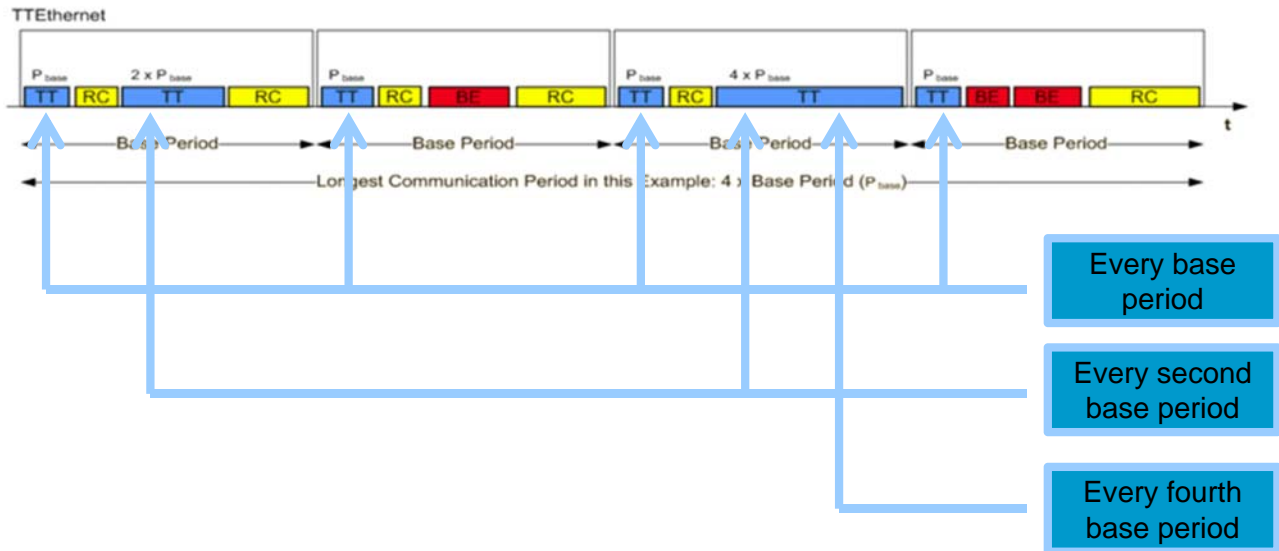 TTEthernet
P base 2 x P base P base P base 4 x P base P base
TT RC TT RC TT RC BE RC TT RC TT TT BE BE RC
t
Base Period Base Period Base Period Base Period
Longest Communication Period in this Example: 4 x Base Period (P base)
Every base
period
Every second
base period
Every fourth
base period